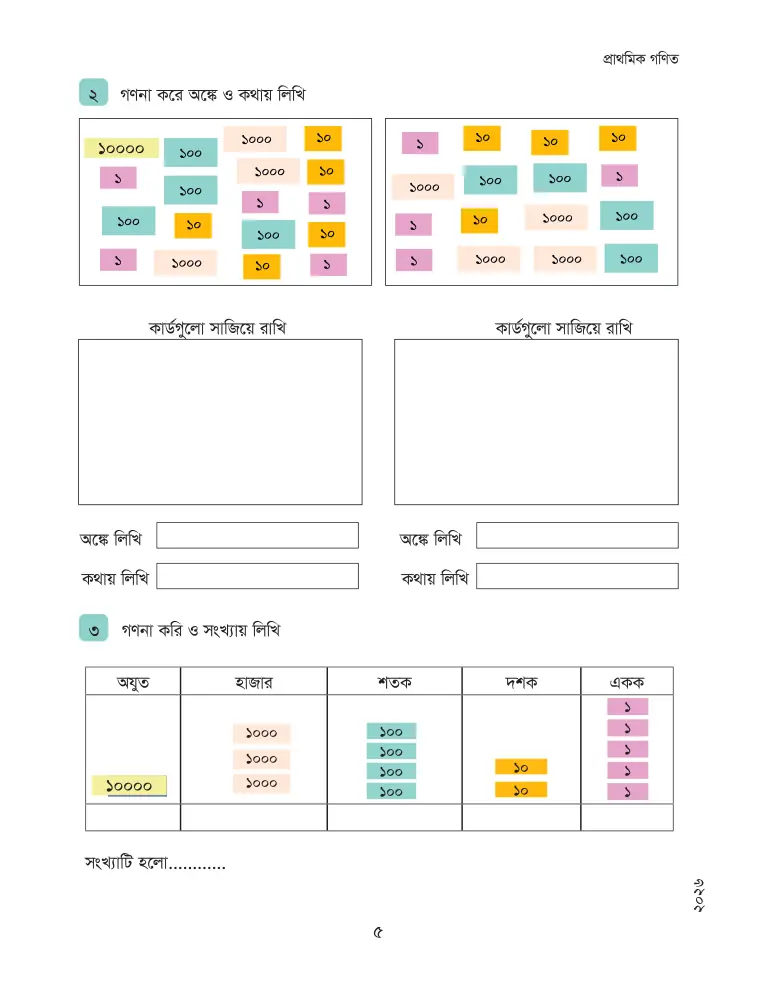 প্রাথমিক গণিত
২ গণনা করে অঙ্কে ও কথায় লিখি
১০০০০ ১০০ ১০০০ ১০
১ ১০০ ১০০০ ১০
১০০ ১০ ১ ১
১০০ ১০
১ ১০০০ ১০ ১
১ ১০ ১০ ১০
১০০০ ১০০ ১০০ ১
১ ১০ ১০০০ ১০০
১ ১০০০ ১০০০ ১০০
কার্ডগুলো সাজিয়ে রাখি কার্ডগুলো সাজিয়ে রাখি
অঙ্কে লিখি অঙ্কে লিখি
কথায় লিখি কথায় লিখি
৩ গণনা করি ও সংখ্যায় লিখি
অযুত হাজার শতক দশক একক
১
১০০০ ১০০ ১
১০০০ ১০০ ১
১০০ ১০ ১
১০০০০ ১০০০ ১০০ ১০ ১
সংখ্যাটি হলো............
২০২৬
৫